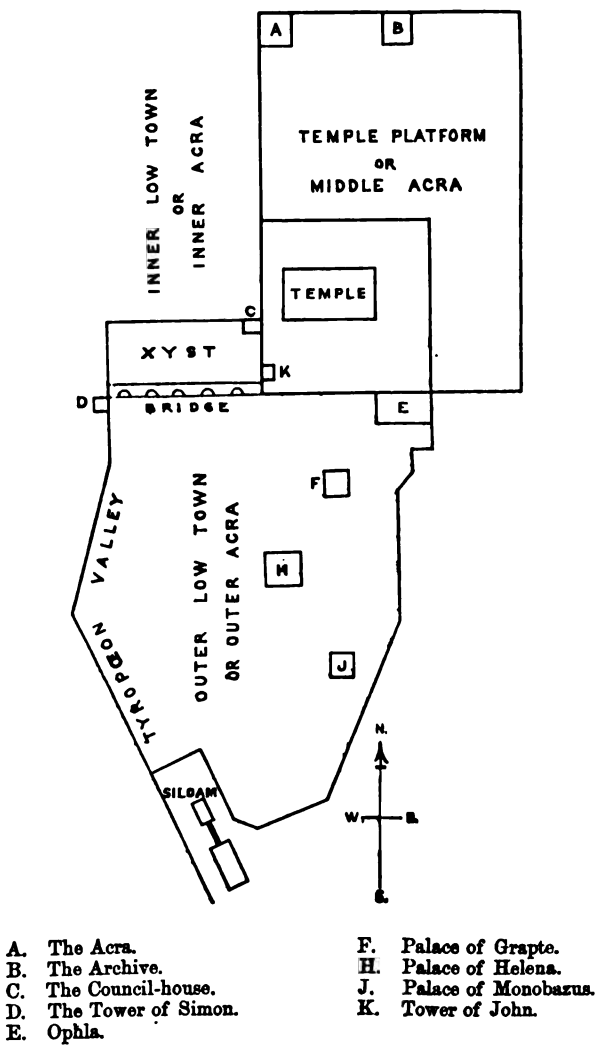 A
B
TEMPLE PLATFORM
OR
MIDDLE ACRA
INNER LOW TOWN
OR
INNER ACRA
TEMPLE
C
XYST
K
D
BRIDGE
E
F
OUTER LOW TOWN
OR OUTER ACRA
TYROPŒON VALLEY
H
J
SILOAM
N.
W.
E.
S.
A. The Acra.
B. The Archive.
C. The Council-house.
D. The Tower of Simon.
E. Ophla.
F. Palace of Grapte.
H. Palace of Helena.
J. Palace of Monobazus.
K. Tower of John.